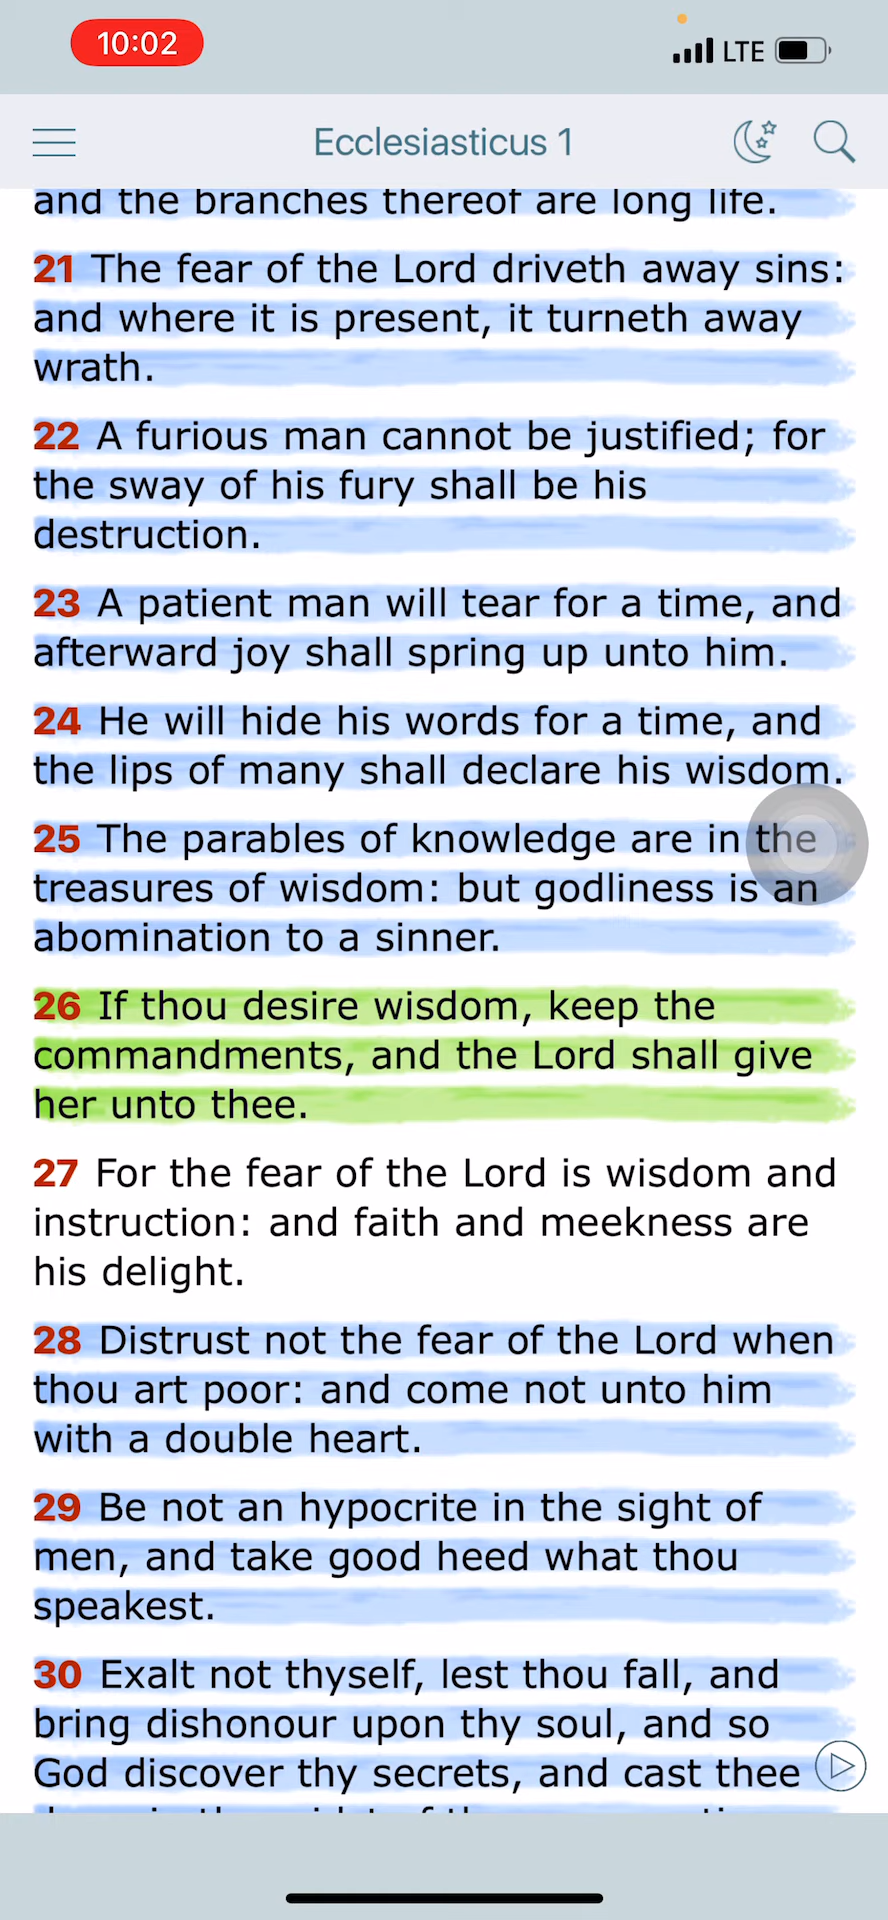 10:02
LTE
Ecclesiasticus 1
and the branches thereof are long life.
21 The fear of the Lord driveth away sins:
and where it is present, it turneth away
wrath.
22 A furious man cannot be justified; for
the sway of his fury shall be his
destruction.
23 A patient man will tear for a time, and
afterward joy shall spring up unto him.
24 He will hide his words for a time, and
the lips of many shall declare his wisdom.
25 The parables of knowledge are in the
treasures of wisdom: but godliness is an
abomination to a sinner.
26 If thou desire wisdom, keep the
commandments, and the Lord shall give
her unto thee.
27 For the fear of the Lord is wisdom and
instruction: and faith and meekness are
his delight.
28 Distrust not the fear of the Lord when
thou art poor: and come not unto him
with a double heart.
29 Be not an hypocrite in the sight of
men, and take good heed what thou
speakest.
30 Exalt not thyself, lest thou fall, and
bring dishonour upon thy soul, and so
God discover thy secrets, and cast thee